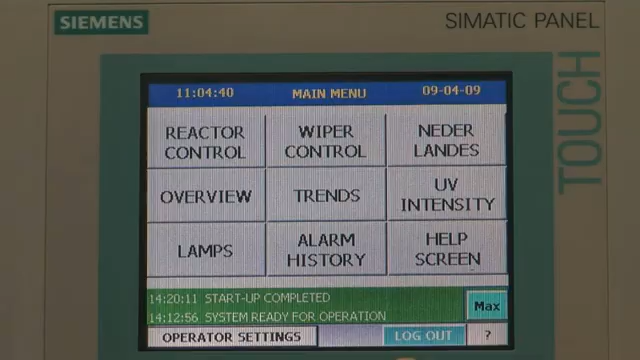 SIEMENS
SIMATIC PANEL
TOUCH
11:04:40 MAIN MENU 09-04-09
REACTOR CONTROL
WIPER CONTROL
NEDER LANDES
OVERVIEW
TRENDS
UV INTENSITY
LAMPS
ALARM HISTORY
HELP SCREEN
14:20:11 START-UP COMPLETED
14:12:56 SYSTEM READY FOR OPERATION
Max
OPERATOR SETTINGS
LOG OUT
?